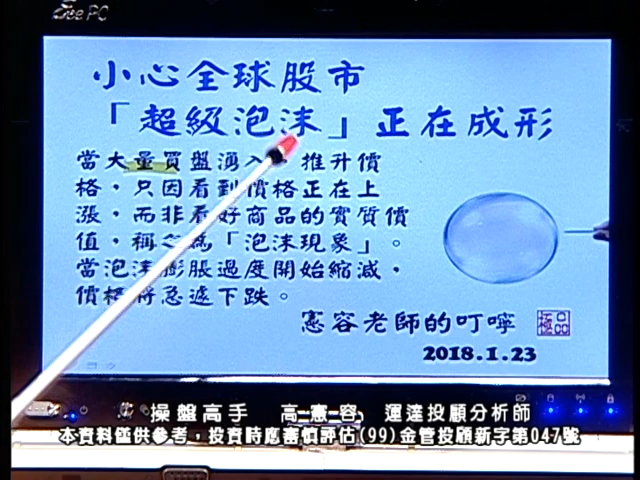 Eee PC
小心全球股市
「超級泡沫」正在成形
當大量買盤湧入，推升價
格，只因看到價格正在上
漲，而非看好商品的實質價
值，稱之為「泡沫現象」。
當泡沫膨脹過度開始縮減，
價格將急遽下跌。
憲容老師的叮嚀
極品
2018.1.23
操盤高手 高憲容 運達投顧分析師
本資料僅供參考，投資時應審慎評估(99)金管投顧新字第047號